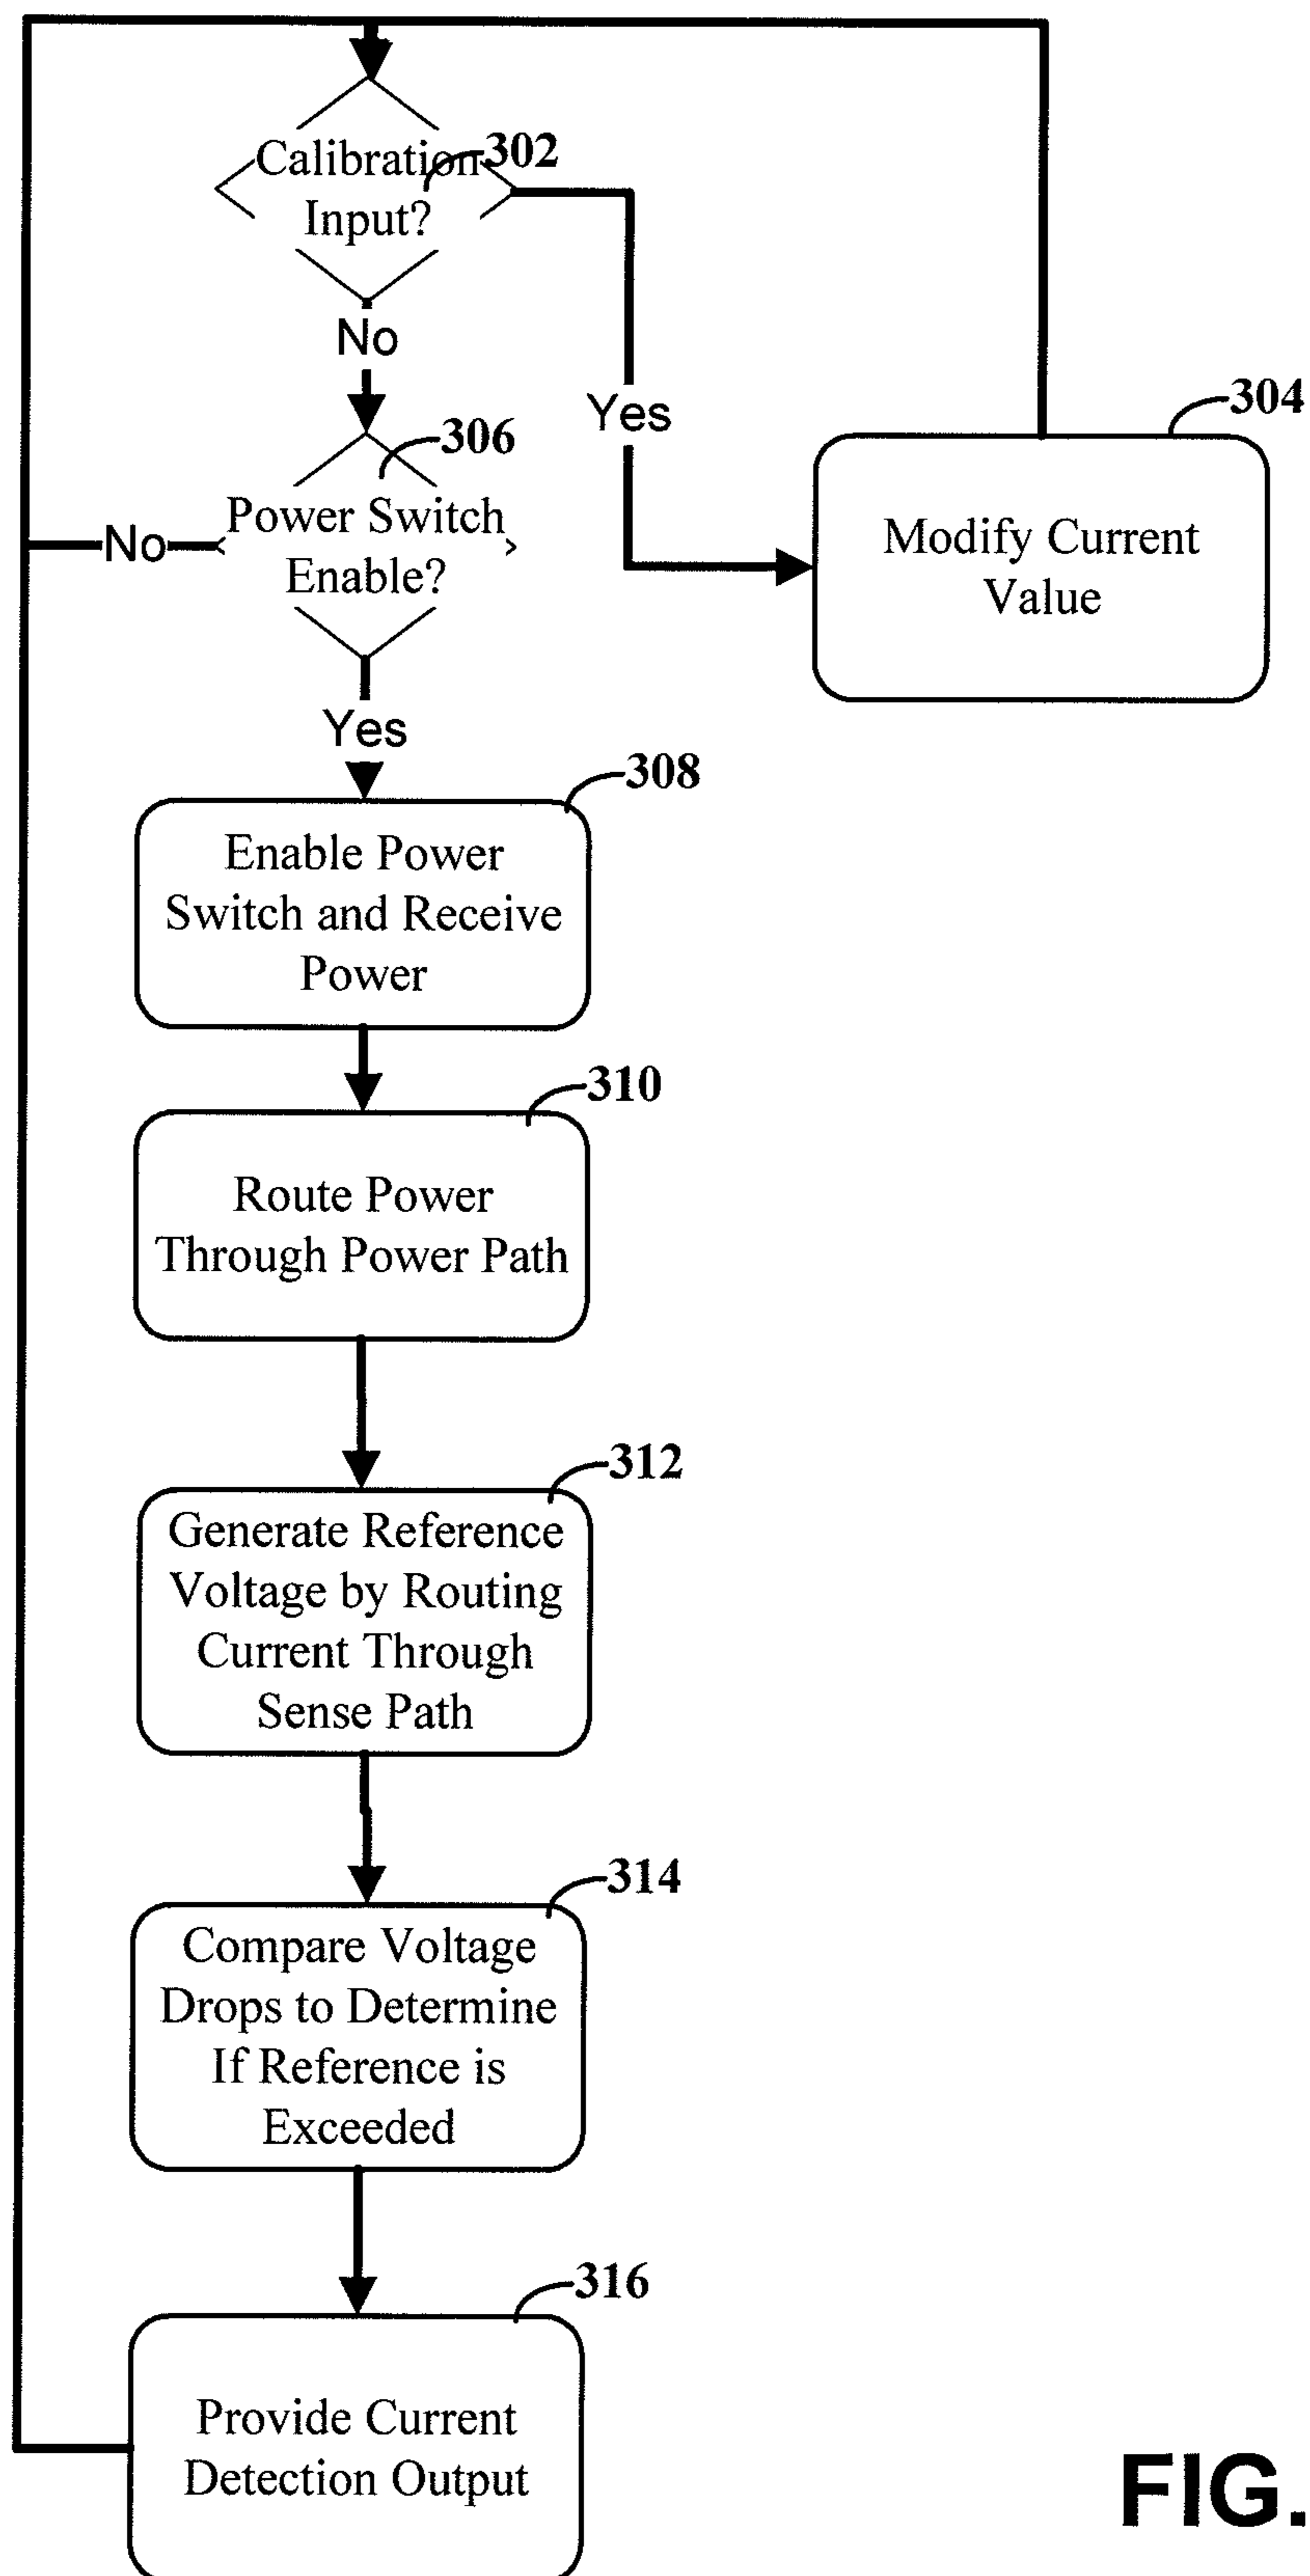 302
Calibration
Input?
No
Yes
304
Modify Current
Value
306
Power Switch
Enable?
No
Yes
308
Enable Power
Switch and Receive
Power
310
Route Power
Through Power Path
312
Generate Reference
Voltage by Routing
Current Through
Sense Path
314
Compare Voltage
Drops to Determine
If Reference is
Exceeded
316
Provide Current
Detection Output
FIG.